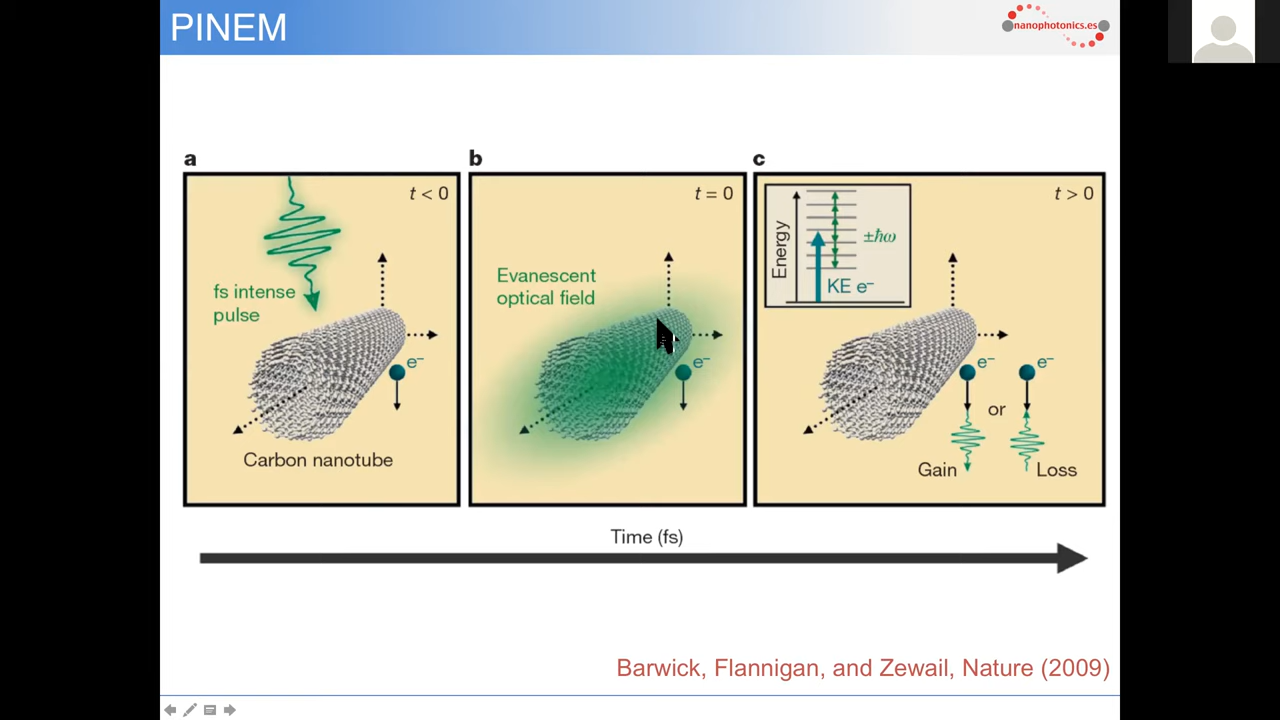 PINEM
nanophotonics.es
a
t < 0
fs intense
pulse
e⁻
Carbon nanotube
b
t = 0
Evanescent
optical field
e⁻
c
t > 0
Energy
±ħω
KE e⁻
e⁻
e⁻
or
Gain
Loss
Time (fs)
Barwick, Flannigan, and Zewail, Nature (2009)